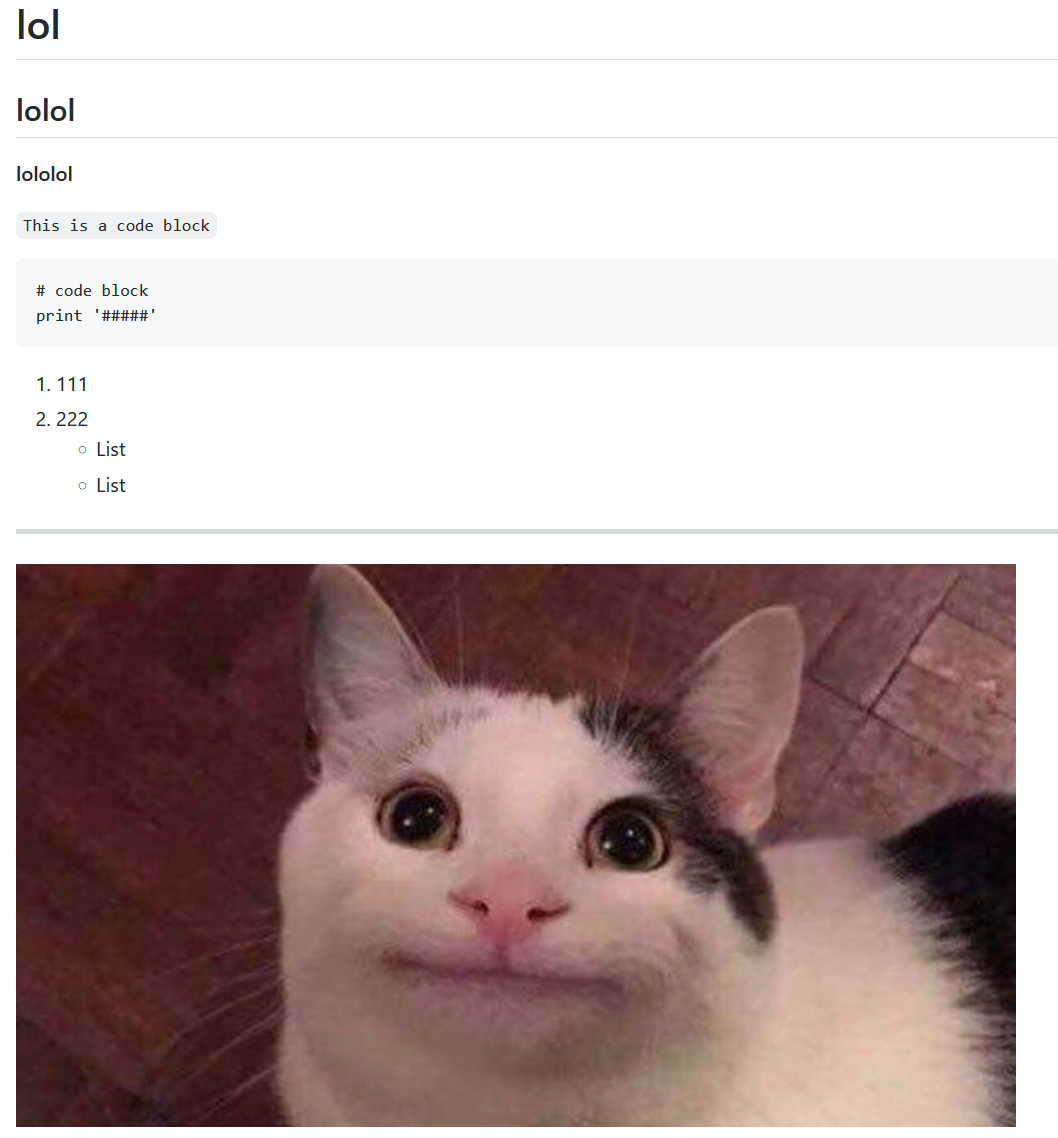 lol
lolol
lololol
This is a code block
# code block
print '#####'
1. 111
2. 222
○ List
○ List